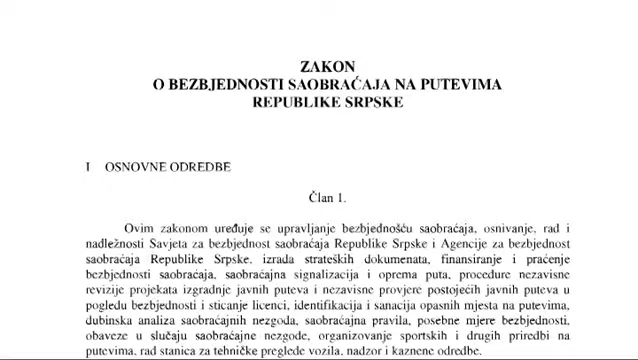 ZAKON
O BEZBJEDNOSTI SAOBRAĆAJA NA PUTEVIMA
REPUBLIKE SRPSKE
I OSNOVNE ODREDBE
Član 1.
Ovim zakonom uređuje se upravljanje bezbjednošću saobraćaja, osnivanje, rad i
nadležnosti Savjeta za bezbjednost saobraćaja Republike Srpske i Agencije za bezbjednost
saobraćaja Republike Srpske, izrada strateških dokumenata, finansiranje i praćenje
bezbjednosti saobraćaja, saobraćajna signalizacija i oprema puta, procedure nezavisne
revizije projekata izgradnje javnih puteva i nezavisne provjere postojećih javnih puteva u
pogledu bezbjednosti i sticanje licenci, identifikacija i sanacija opasnih mjesta na putevima,
dubinska analiza saobraćajnih nezgoda, saobraćajna pravila, posebne mjere bezbjednosti,
obaveze u slučaju saobraćajne nezgode, organizovanje sportskih i drugih priredbi na
putevima, rad stanica za tehničke preglede vozila, nadzor i kaznene odredbe.